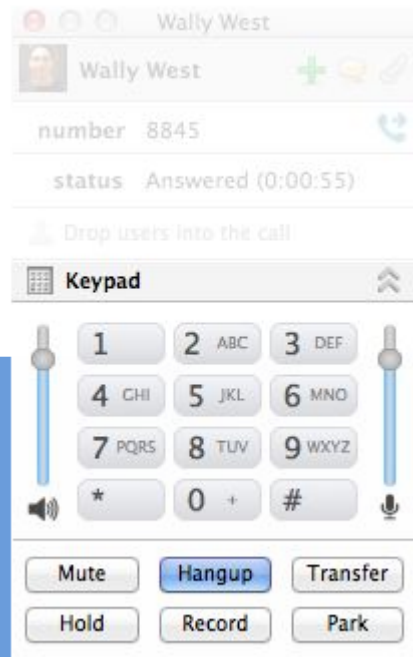 Wally West
Wally West
number 8845
status Answered (0:00:55)
Drop users into the call
Keypad
1 2 ABC 3 DEF
4 GHI 5 JKL 6 MNO
7 PQRS 8 TUV 9 WXYZ
* 0 + #
Mute Hangup Transfer
Hold Record Park